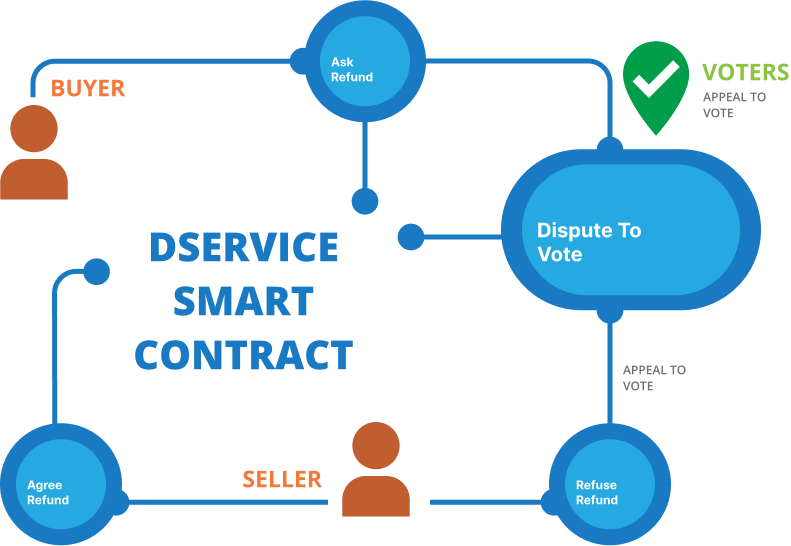 Ask
Refund
BUYER
VOTERS
APPEAL TO
VOTE
Dispute To
Vote
DSERVICE
SMART
CONTRACT
APPEAL TO
VOTE
Agree
Refund
SELLER
Refuse
Refund